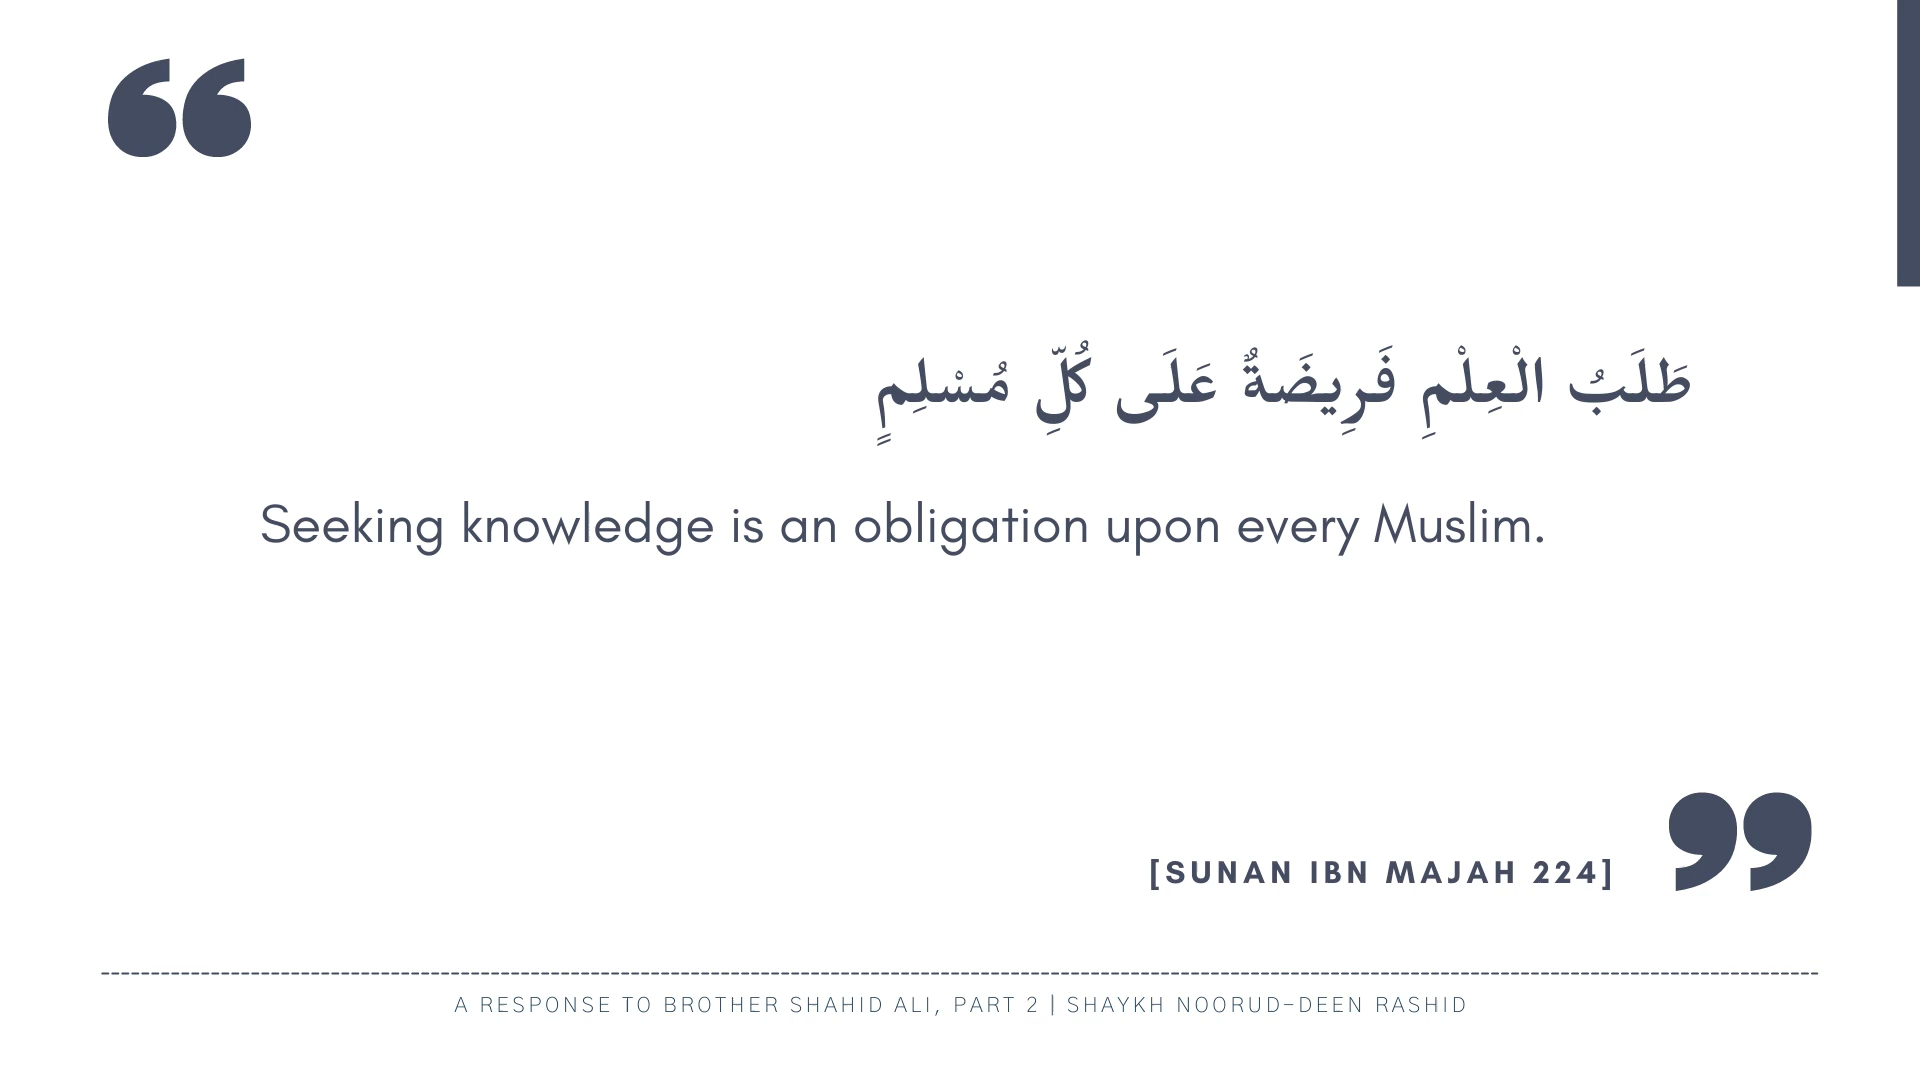 “
طَلَبُ الْعِلْمِ فَرِيضَةٌ عَلَى كُلِّ مُسْلِمٍ
Seeking knowledge is an obligation upon every Muslim.
[SUNAN IBN MAJAH 224] ”
A RESPONSE TO BROTHER SHAHID ALI, PART 2 | SHAYKH NOORUD-DEEN RASHID